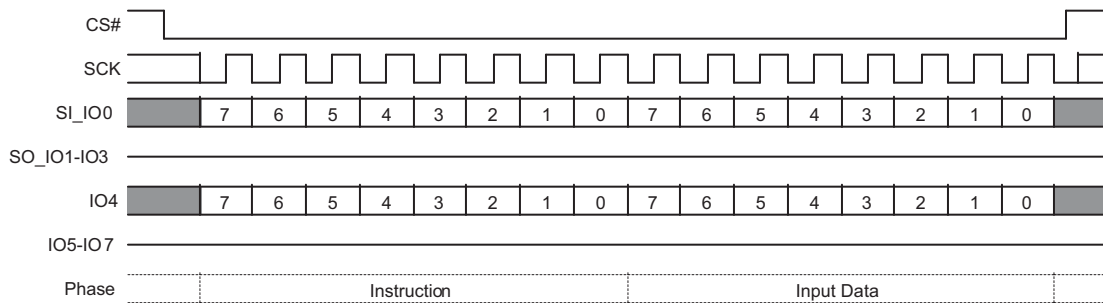 CS#
SCK
SI_IO0 7 6 5 4 3 2 1 0 7 6 5 4 3 2 1 0
SO_IO1-IO3
IO4 7 6 5 4 3 2 1 0 7 6 5 4 3 2 1 0
IO5-IO7
Phase Instruction Input Data